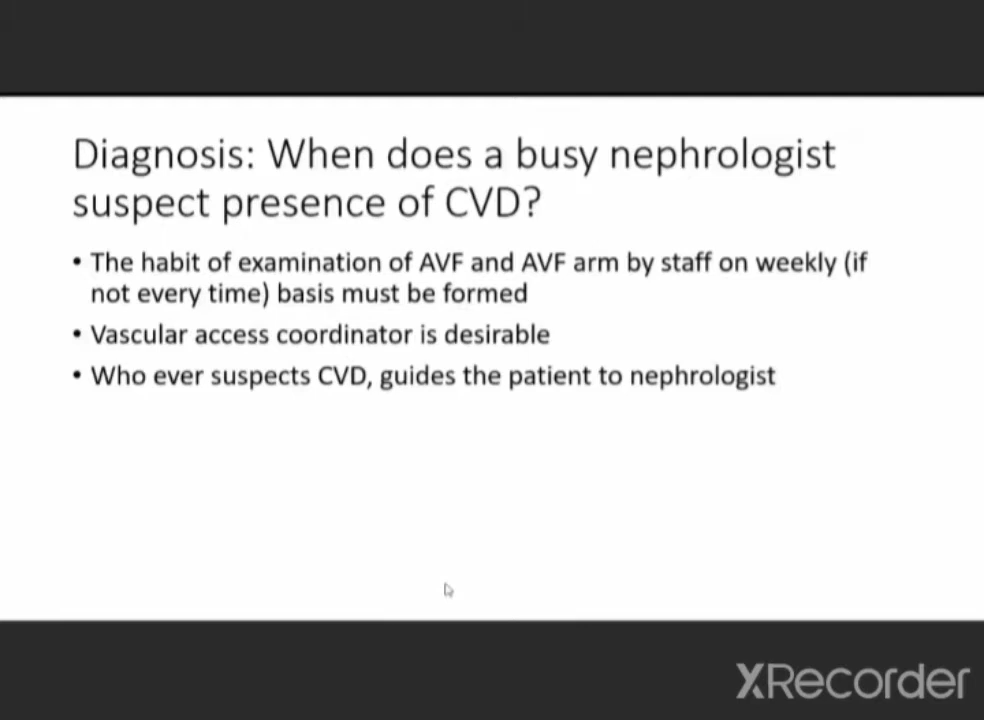 Diagnosis: When does a busy nephrologist
suspect presence of CVD?
• The habit of examination of AVF and AVF arm by staff on weekly (if
not every time) basis must be formed
• Vascular access coordinator is desirable
• Who ever suspects CVD, guides the patient to nephrologist
XRecorder